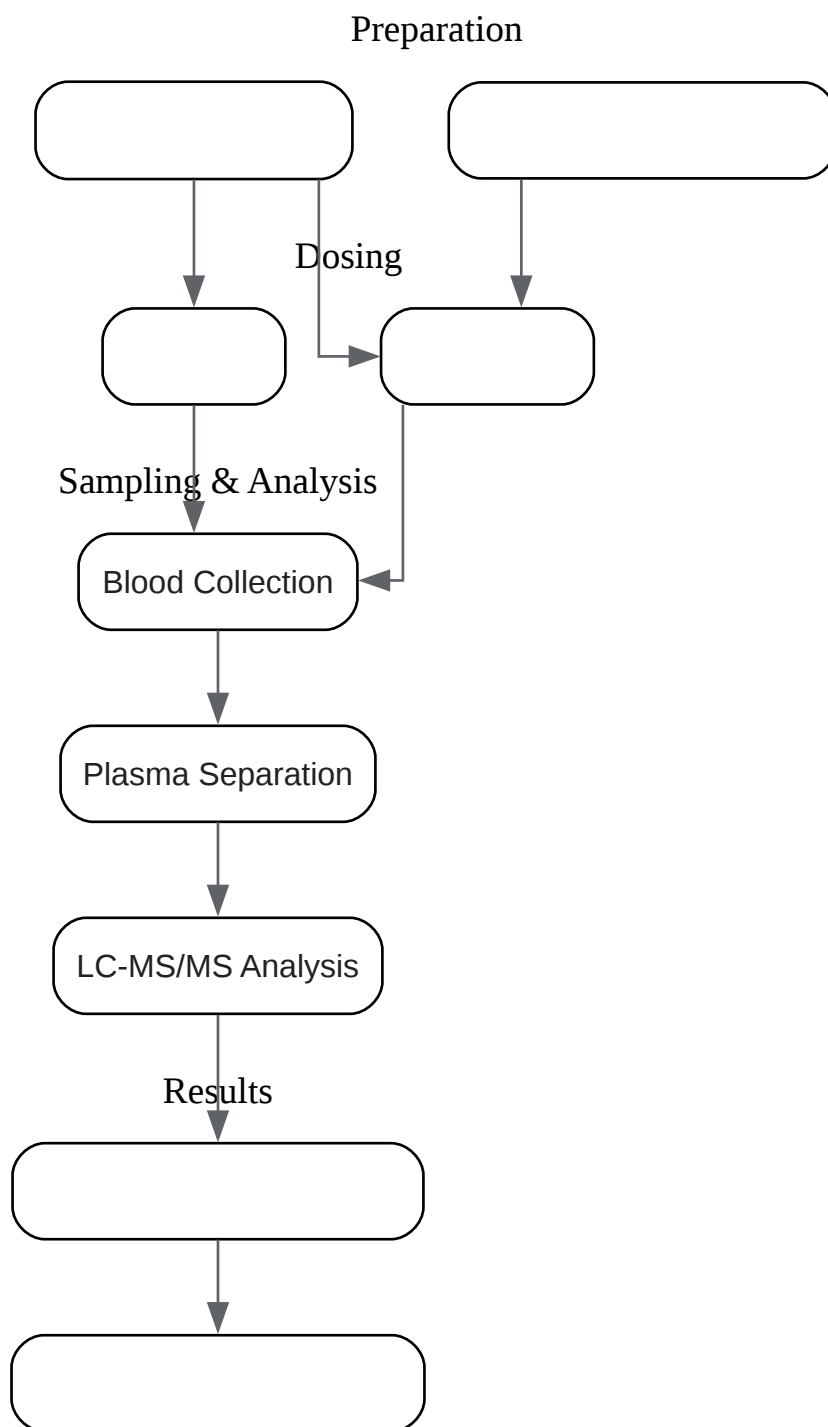 Preparation
Dosing
Sampling & Analysis
Blood Collection
Plasma Separation
LC-MS/MS Analysis
Results